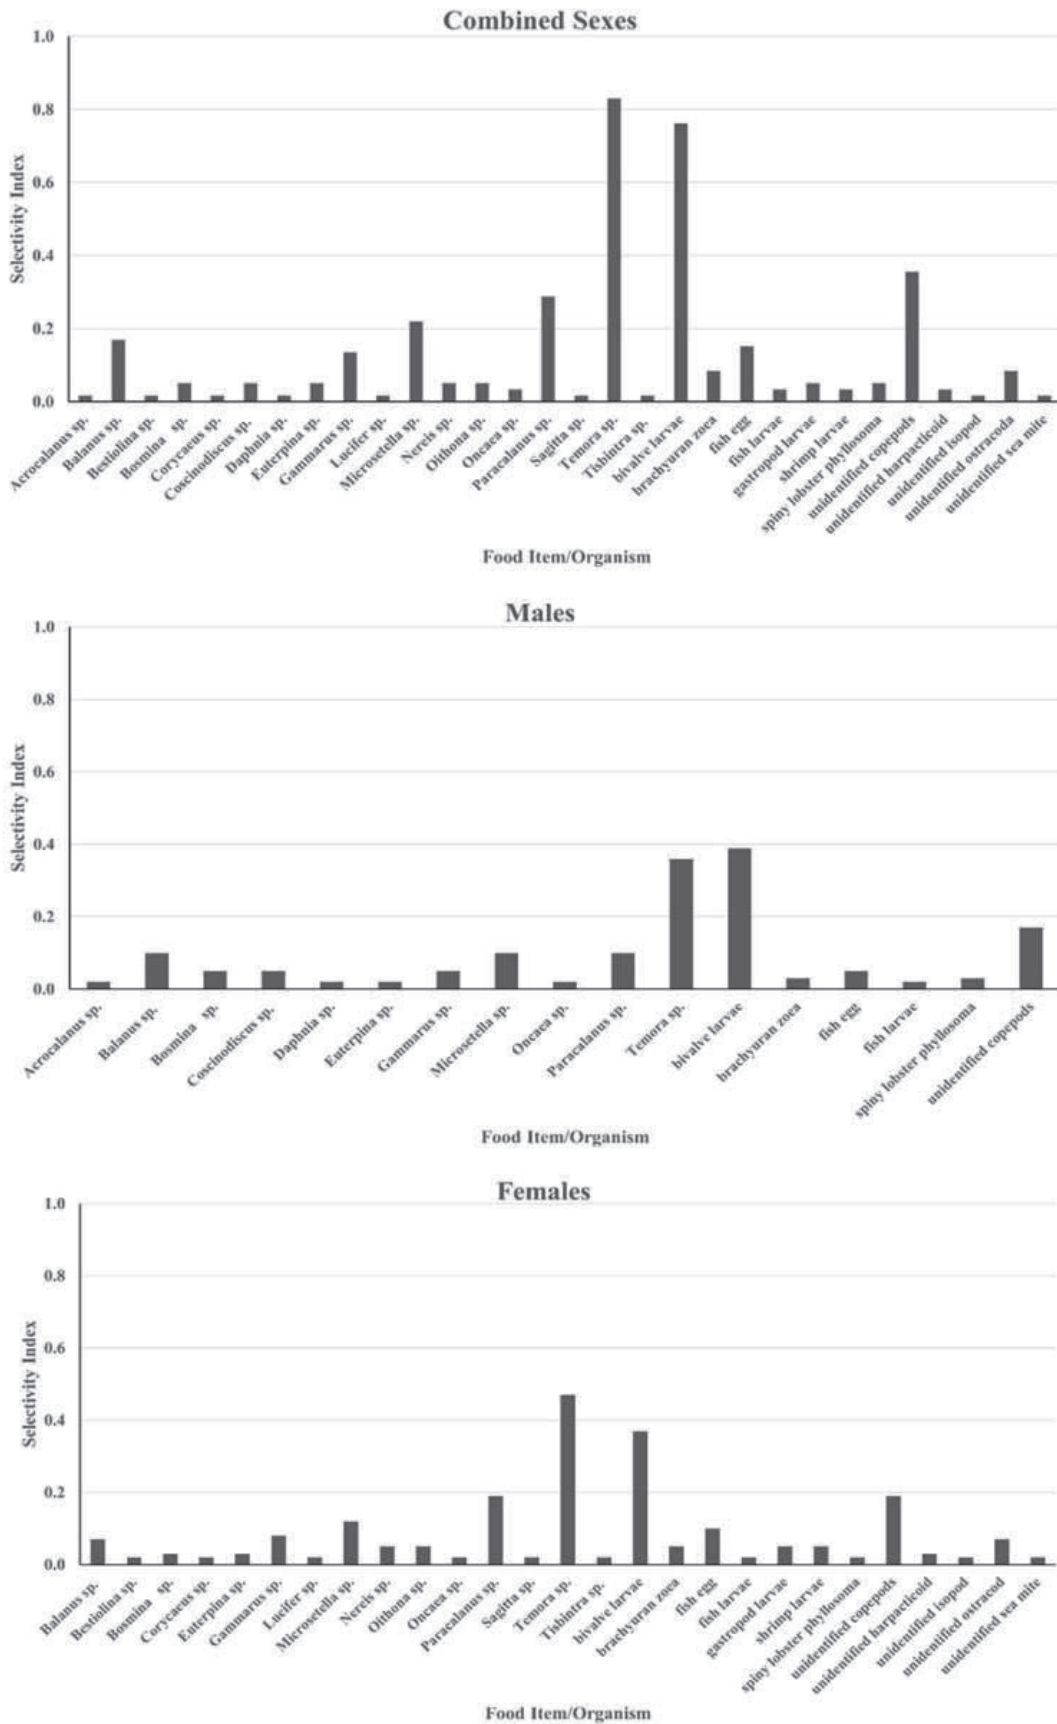 Combined Sexes
1.0
0.8
0.6
0.4
0.2
0.0
Selectivity Index
Acrocalanus sp.
Balanus sp.
Bestiolina sp.
Bosmina sp.
Corycaeus sp.
Coscinodiscus sp.
Daphnia sp.
Euterpina sp.
Gammarus sp.
Lucifer sp.
Microsetella sp.
Nereis sp.
Oithona sp.
Oncaea sp.
Paracalanus sp.
Sagitta sp.
Temora sp.
Tisbintra sp.
bivalve larvae
brachyuran zoea
fish egg
fish larvae
gastropod larvae
shrimp larvae
spiny lobster phyllosoma
unidentified copepods
unidentified harpacticoid
unidentified isopod
unidentified ostracoda
unidentified sea mite
Food Item/Organism
Males
1.0
0.8
0.6
0.4
0.2
0.0
Selectivity Index
Acrocalanus sp.
Balanus sp.
Bosmina sp.
Coscinodiscus sp.
Daphnia sp.
Euterpina sp.
Gammarus sp.
Microsetella sp.
Oncaea sp.
Paracalanus sp.
Temora sp.
bivalve larvae
brachyuran zoea
fish egg
fish larvae
spiny lobster phyllosoma
unidentified copepods
Food Item/Organism
Females
1.0
0.8
0.6
0.4
0.2
0.0
Selectivity Index
Balanus sp.
Bestiolina sp.
Bosmina sp.
Corycaeus sp.
Euterpina sp.
Gammarus sp.
Lucifer sp.
Microsetella sp.
Nereis sp.
Oithona sp.
Oncaea sp.
Paracalanus sp.
Sagitta sp.
Temora sp.
Tisbintra sp.
bivalve larvae
brachyuran zoea
fish egg
fish larvae
gastropod larvae
shrimp larvae
spiny lobster phyllosoma
unidentified copepods
unidentified harpacticoid
unidentified isopod
unidentified ostracod
unidentified sea mite
Food Item/Organism